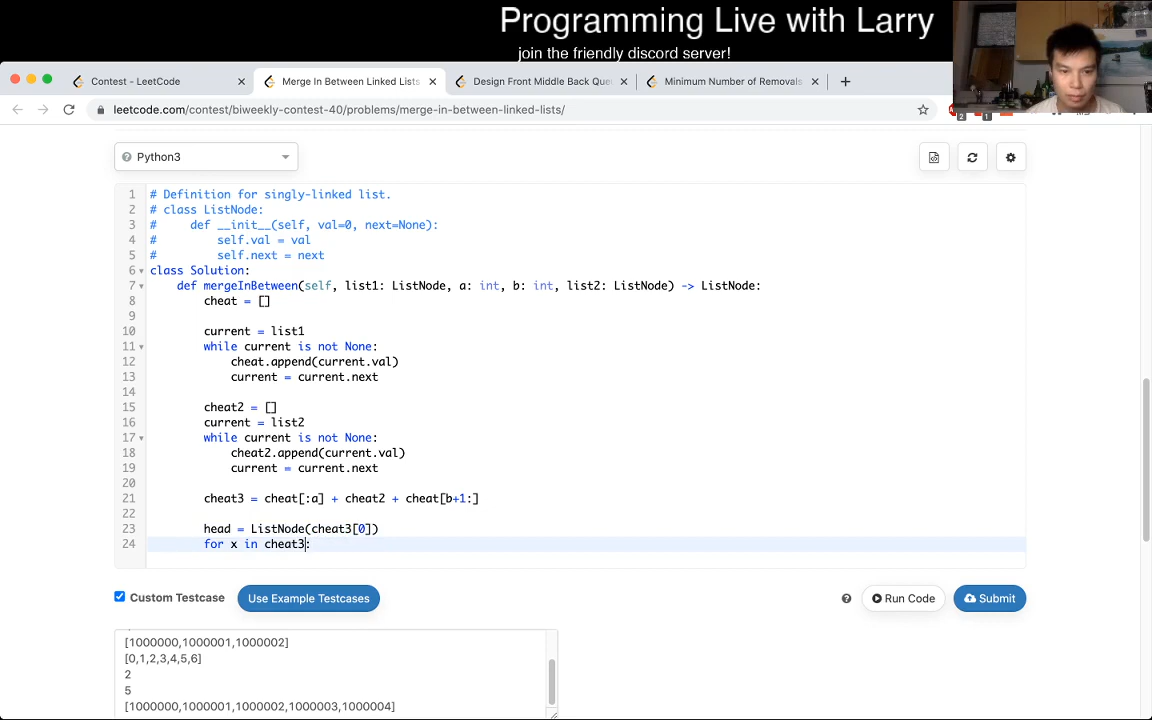 Programming Live with Larry
join the friendly discord server!
Contest - LeetCode
Merge In Between Linked Lists
Design Front Middle Back Que
Minimum Number of Removals
leetcode.com/contest/biweekly-contest-40/problems/merge-in-between-linked-lists/
2
1
Python3
1 # Definition for singly-linked list.
2 # class ListNode:
3 #     def __init__(self, val=0, next=None):
4 #         self.val = val
5 #         self.next = next
6 class Solution:
7     def mergeInBetween(self, list1: ListNode, a: int, b: int, list2: ListNode) -> ListNode:
8         cheat = []
9
10         current = list1
11         while current is not None:
12             cheat.append(current.val)
13             current = current.next
14
15         cheat2 = []
16         current = list2
17         while current is not None:
18             cheat2.append(current.val)
19             current = current.next
20
21         cheat3 = cheat[:a] + cheat2 + cheat[b+1:]
22
23         head = ListNode(cheat3[0])
24         for x in cheat3:
Custom Testcase
Use Example Testcases
Run Code
Submit
[1000000,1000001,1000002]
[0,1,2,3,4,5,6]
2
5
[1000000,1000001,1000002,1000003,1000004]